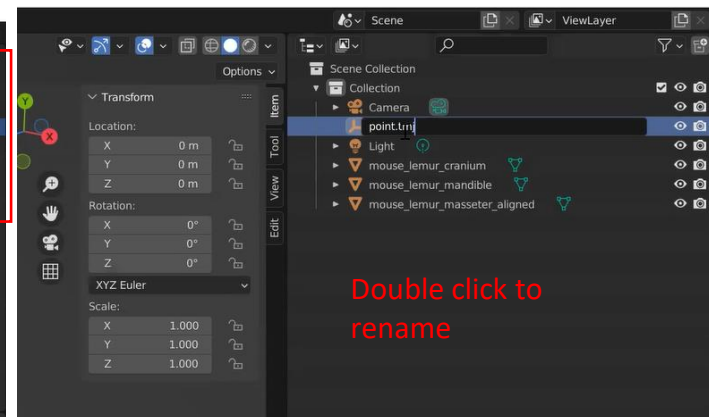 Scene
ViewLayer
Options
Scene Collection
Transform
Collection
Item
Camera
Location:
point.tmj
X 0 m
Light
Tool
Y 0 m
mouse_lemur_cranium
Z 0 m
mouse_lemur_mandible
View
Rotation:
mouse_lemur_masseter_aligned
X 0°
Edit
Y 0°
Z 0°
XYZ Euler
Scale:
X 1.000
Y 1.000
Z 1.000
Double click to
rename
Y
X